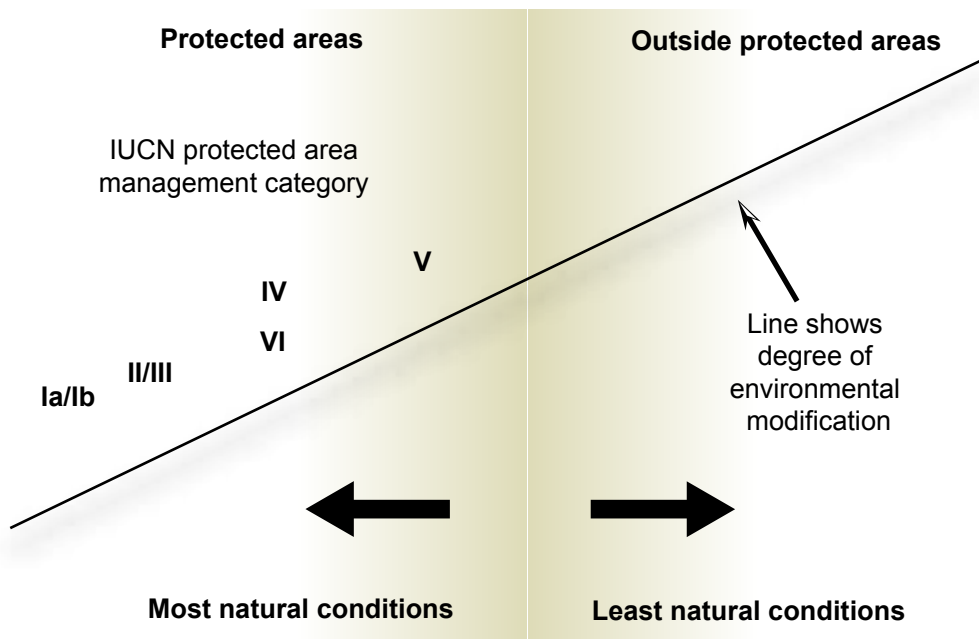 Protected areas
Outside protected areas
IUCN protected area
management category
V
IV
VI
II/III
Ia/Ib
Line shows
degree of
environmental
modification
Most natural conditions
Least natural conditions